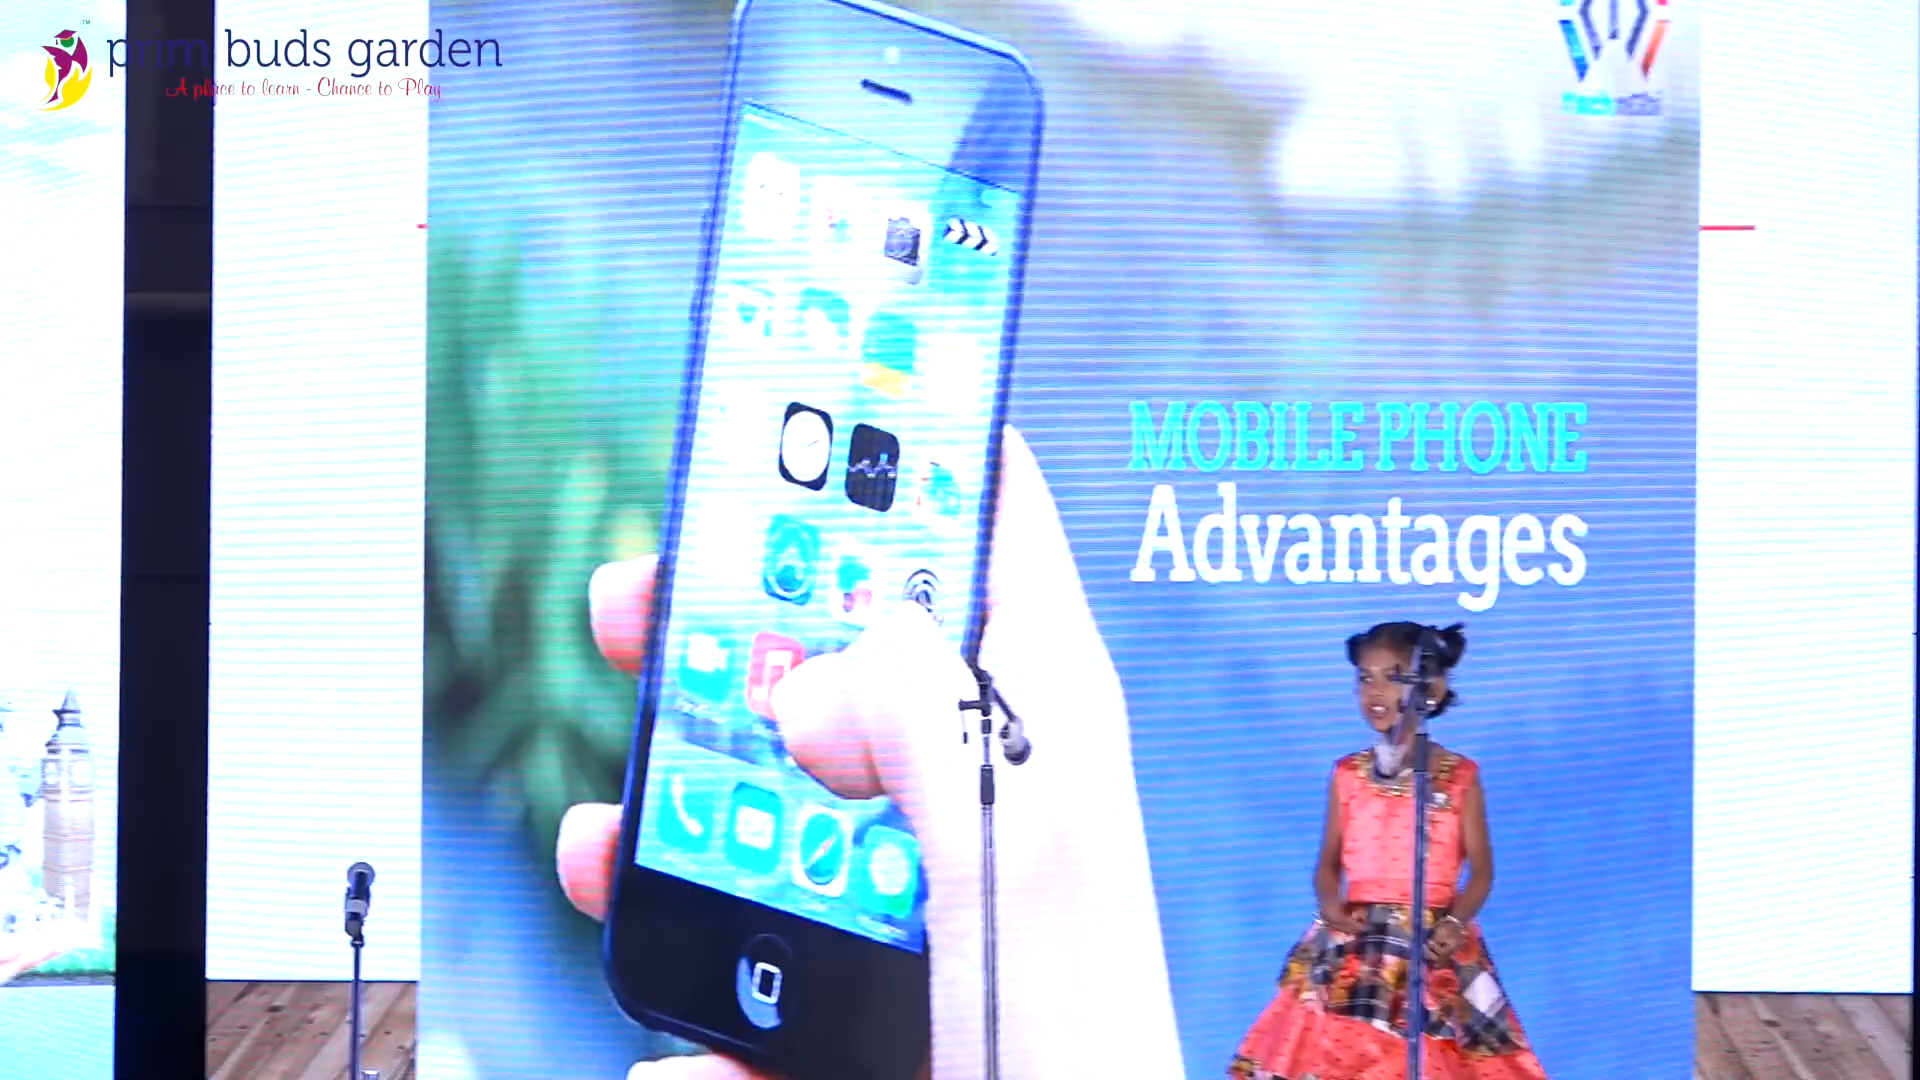 prim buds garden
A place to learn - Chance to Play
MOBILE PHONE
Advantages